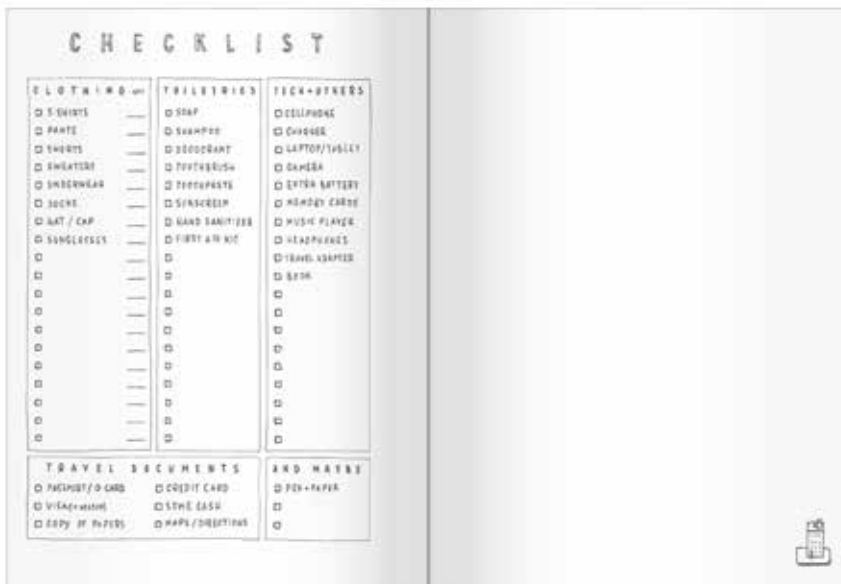 CHECKLIST
CLOTHING
T-SHIRTS
PANTS
SHORTS
SWEATERS
UNDERWEAR
SOCKS
HAT / CAP
SUNGLASSES
TOILETRIES
SOAP
SHAMPOO
DEODORANT
TOOTHBRUSH
TOOTHPASTE
SUNSCREEN
HAND SANITIZER
FIRST AID KIT
TECH + OTHERS
CELLPHONE
CHARGER
LAPTOP/TABLET
CAMERA
EXTRA BATTERY
MEMORY CARDS
MUSIC PLAYER
HEADPHONES
TRAVEL ADAPTER
BOOK
TRAVEL DOCUMENTS
PASSPORT / ID CARD
VISA
COPY OF PAPERS
CREDIT CARD
SOME CASH
MAPS / DIRECTIONS
AND MAYBE
PEN + PAPER